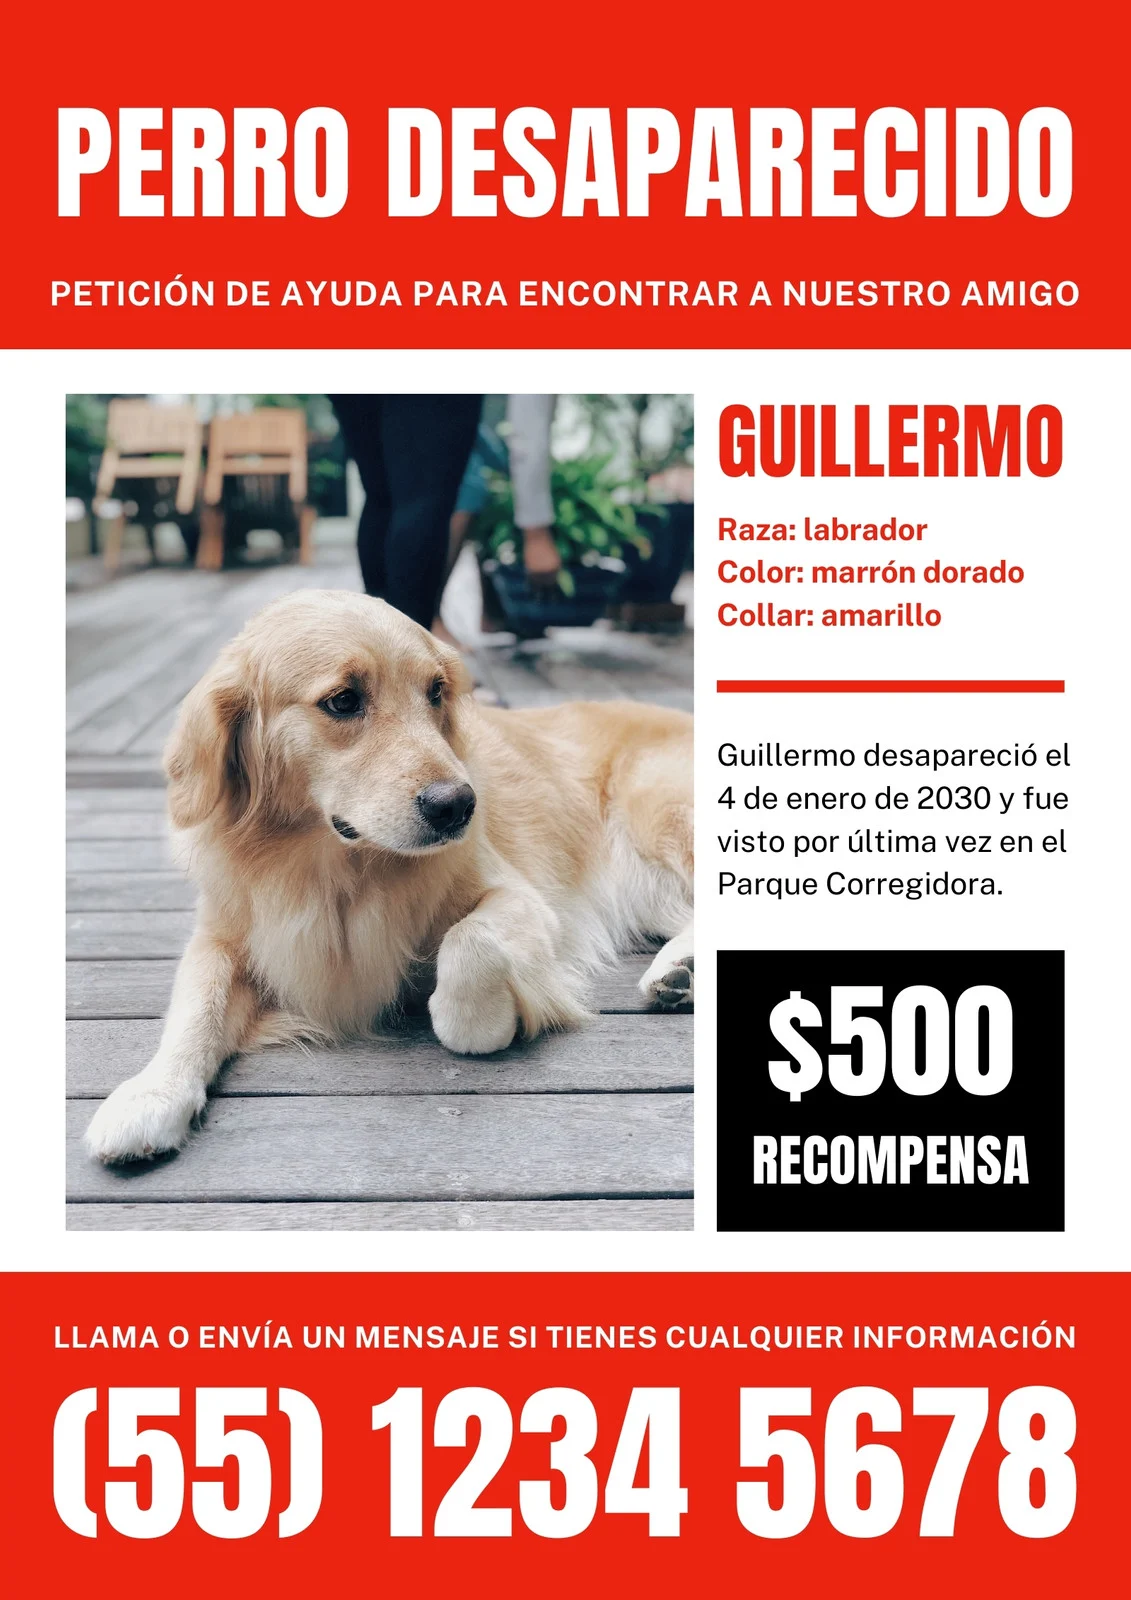 PERRO DESAPARECIDO
PETICIÓN DE AYUDA PARA ENCONTRAR A NUESTRO AMIGO
GUILLERMO
Raza: labrador
Color: marrón dorado
Collar: amarillo
Guillermo desapareció el
4 de enero de 2030 y fue
visto por última vez en el
Parque Corregidora.
$500
RECOMPENSA
LLAMA O ENVÍA UN MENSAJE SI TIENES CUALQUIER INFORMACIÓN
(55) 1234 5678